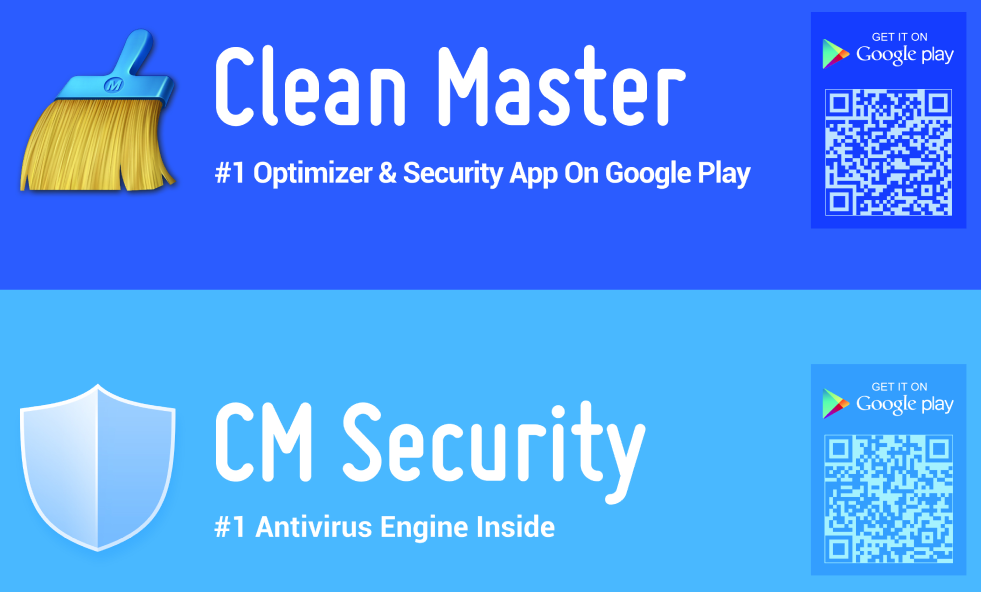 Clean Master
#1 Optimizer & Security App On Google Play
GET IT ON
Google play
M
CM Security
#1 Antivirus Engine Inside
GET IT ON
Google play